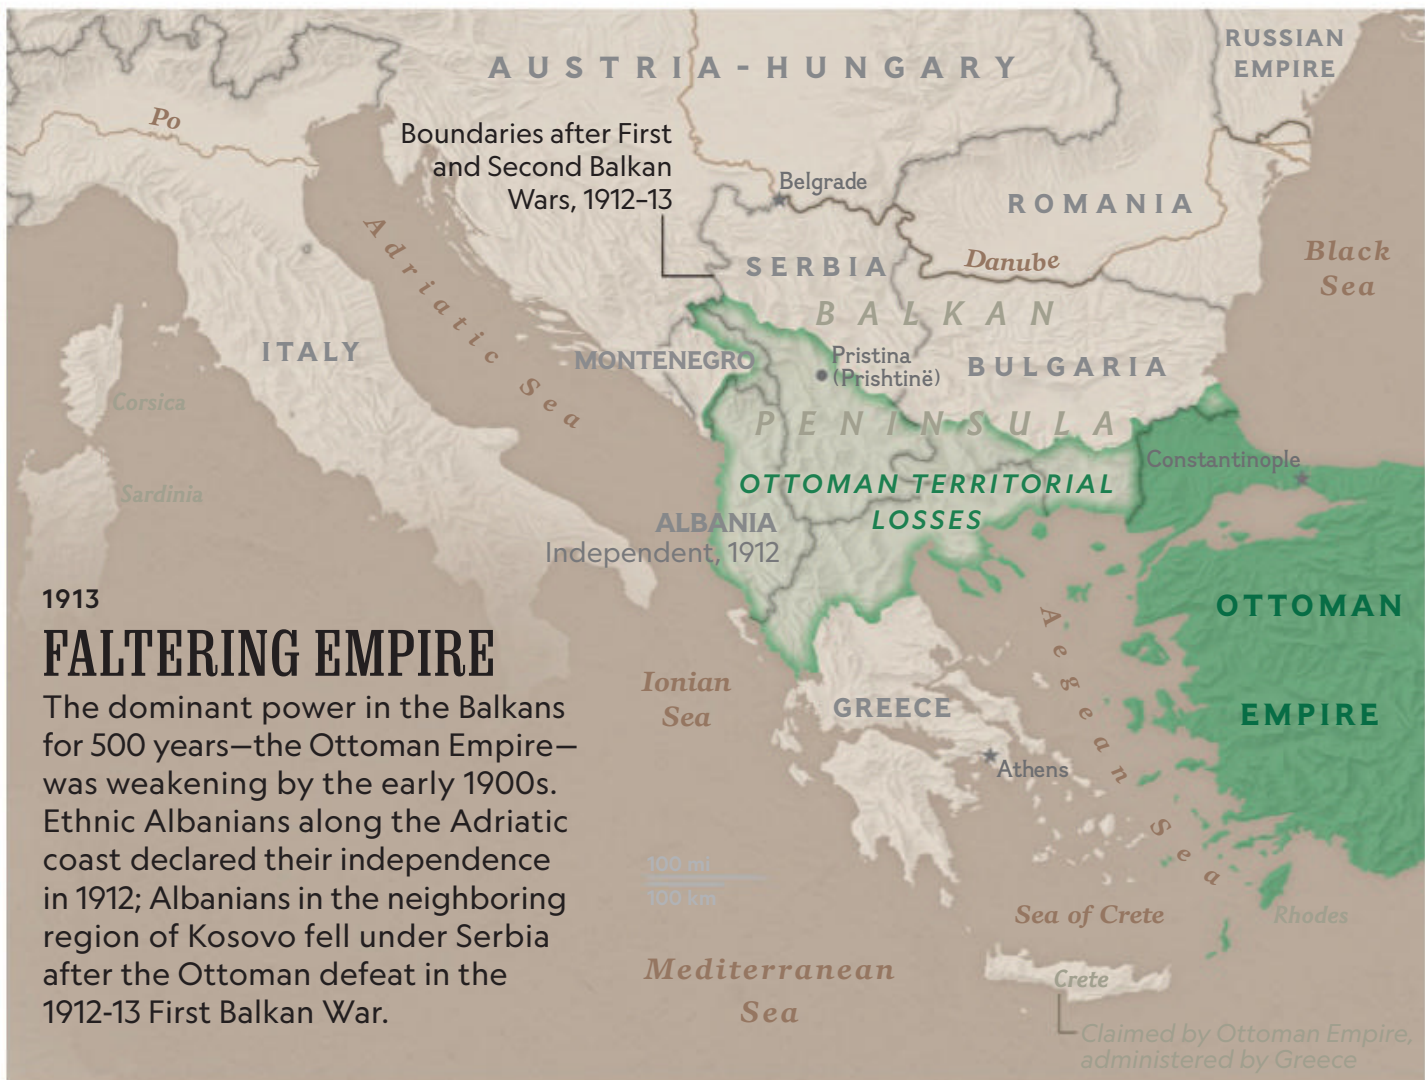 AUSTRIA-HUNGARY
RUSSIAN
EMPIRE
Po
Boundaries after First
and Second Balkan
Wars, 1912–13
Belgrade
ROMANIA
Adriatic Sea
SERBIA
Danube
Black
Sea
BALKAN
ITALY
MONTENEGRO
Pristina
(Prishtinë)
BULGARIA
Corsica
PENINSULA
Constantinople
Sardinia
OTTOMAN TERRITORIAL
LOSSES
ALBANIA
Independent, 1912
1913
FALTERING EMPIRE
The dominant power in the Balkans
for 500 years—the Ottoman Empire—
was weakening by the early 1900s.
Ethnic Albanians along the Adriatic
coast declared their independence
in 1912; Albanians in the neighboring
region of Kosovo fell under Serbia
after the Ottoman defeat in the
1912-13 First Balkan War.
OTTOMAN
EMPIRE
Aegean Sea
Ionian
Sea
GREECE
Athens
100 mi
100 km
Sea of Crete
Rhodes
Mediterranean
Sea
Crete
Claimed by Ottoman Empire,
administered by Greece